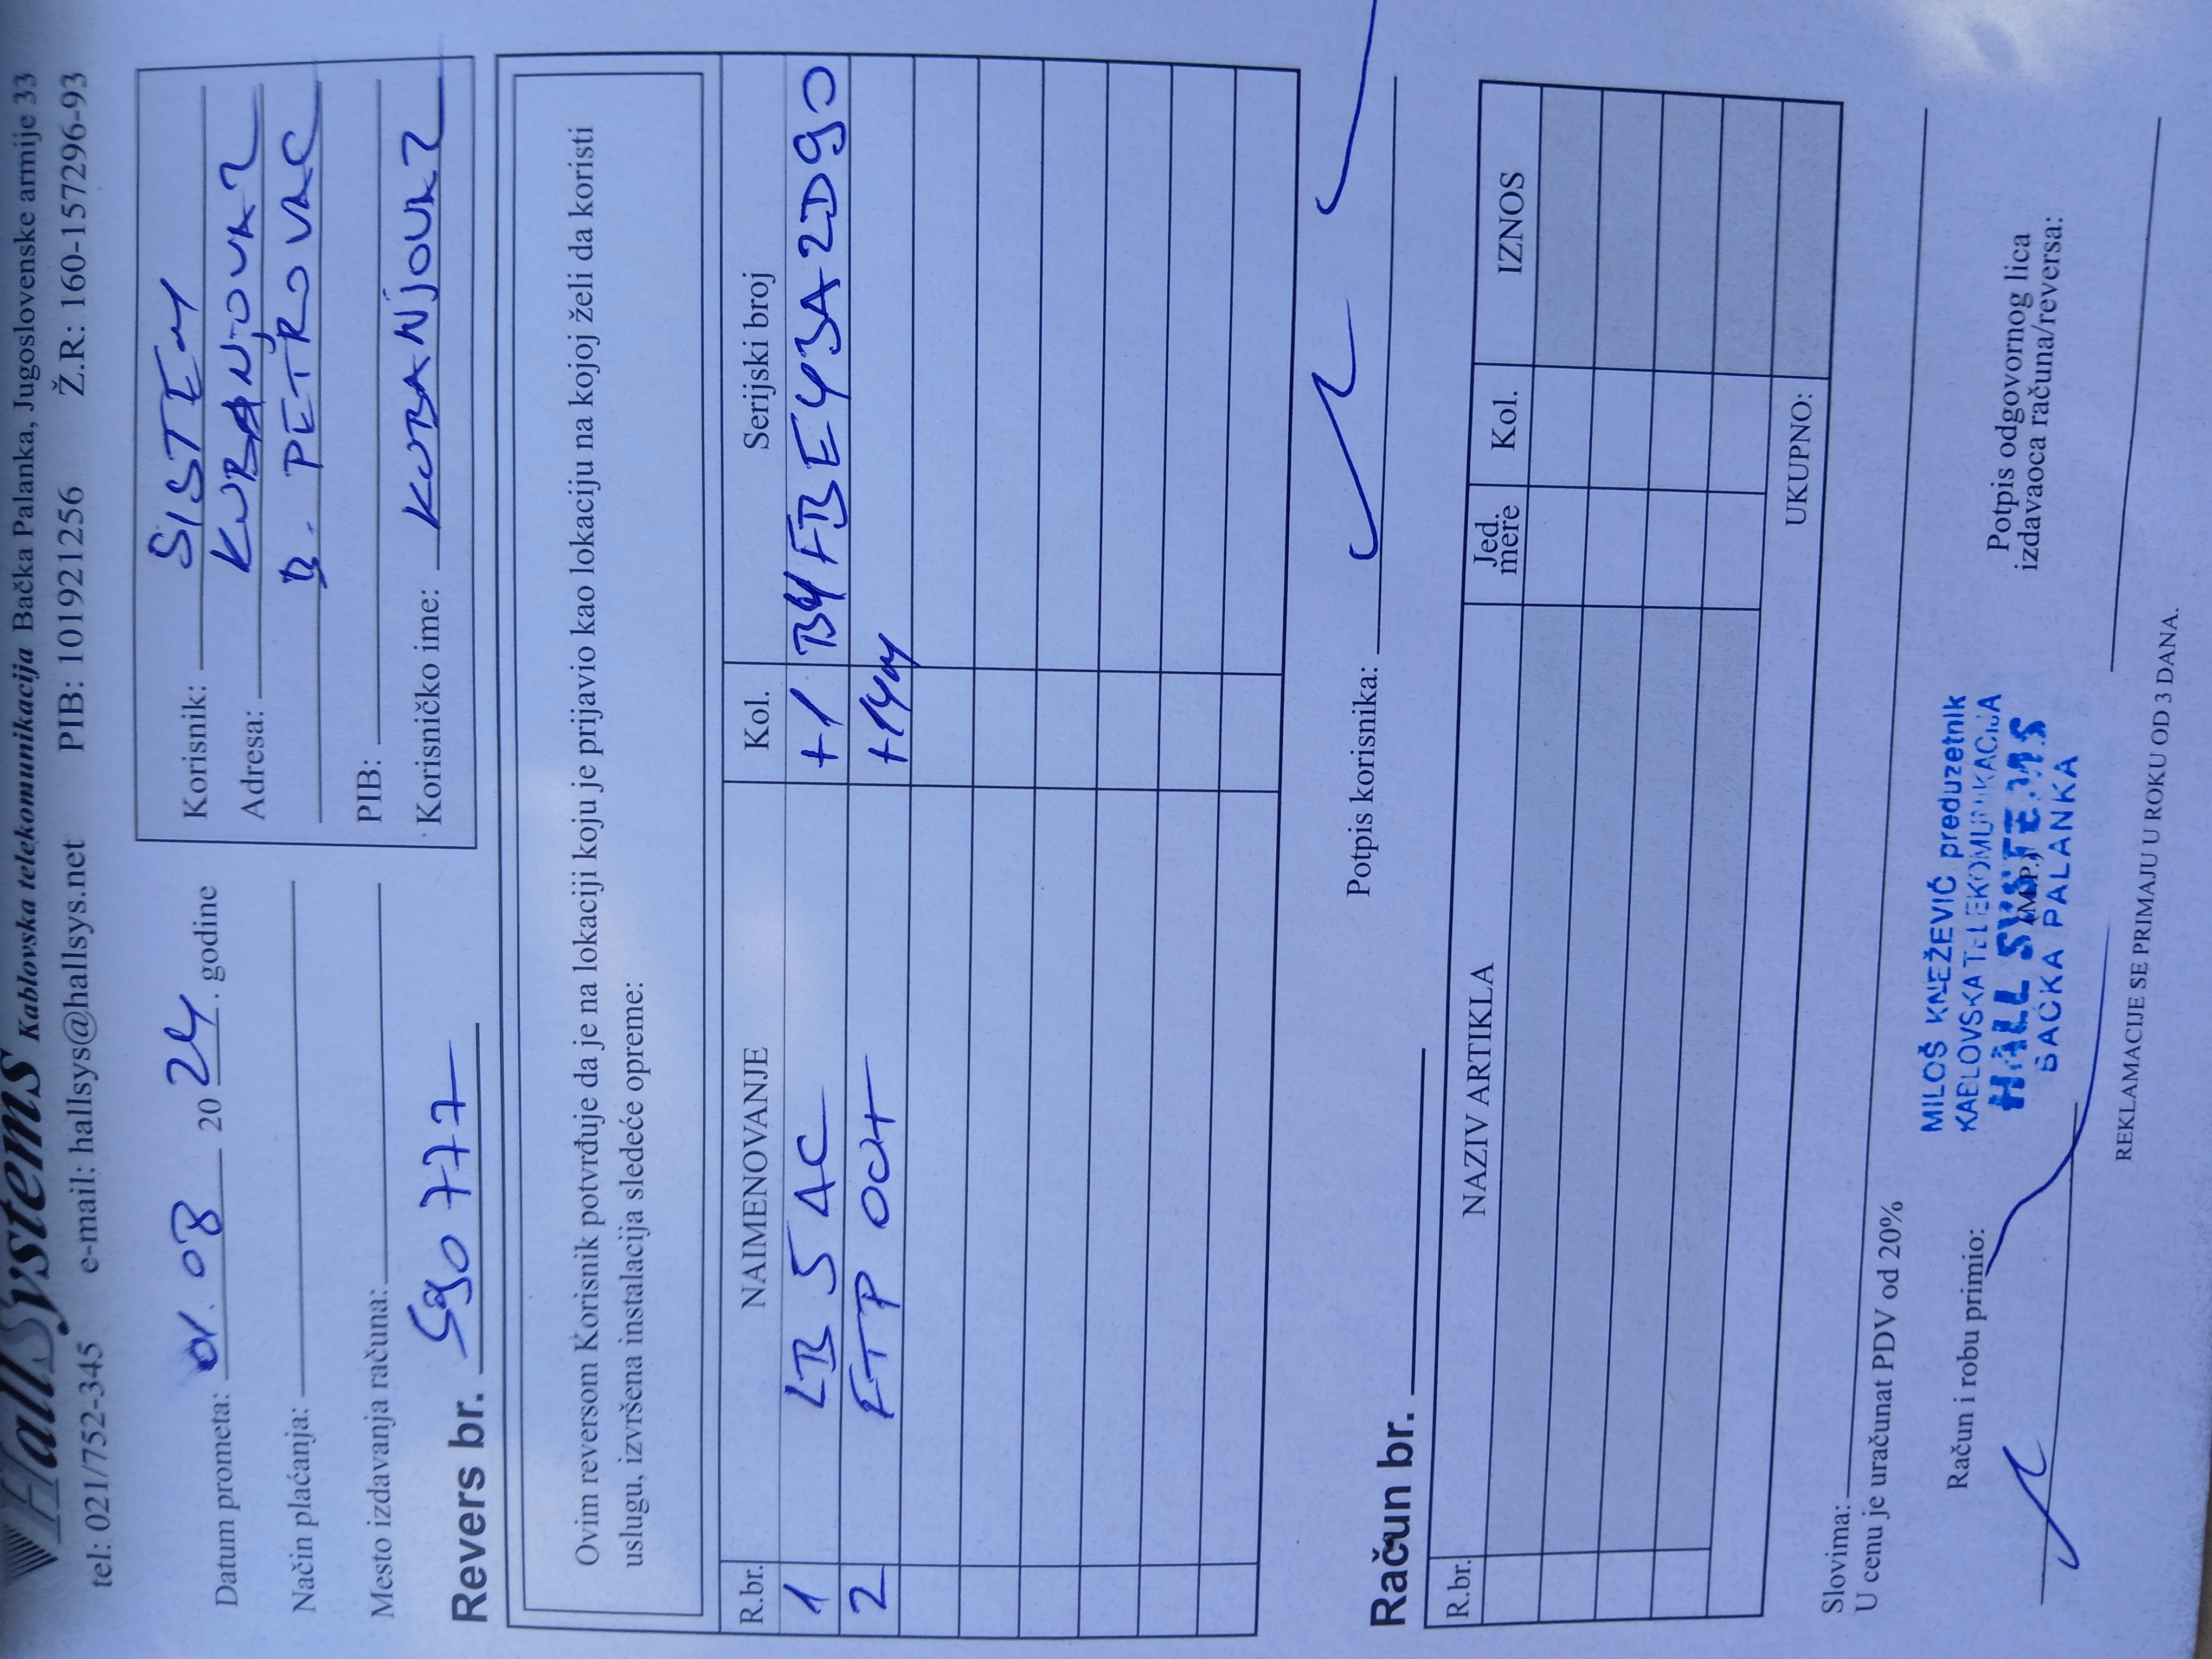 HallSystems Kablovska telekomunikacija Bačka Palanka, Jugoslovenske armije 33
tel: 021/752-345 e-mail: hallsys@hallsys.net PIB: 101921256 Ž.R.: 160-157296-93
Datum prometa: 01.08 2024. godine
Način plaćanja:
Mesto izdavanja računa:
Revers br. 590777
Korisnik: SISTEM
Adresa: KUBANJOVAZ
B. PETROVAC
PIB:
Korisničko ime: KUBANJOVAZ
Ovim reversom Korisnik potvrđuje da je na lokaciji koju je prijavio kao lokaciju na kojoj želi da koristi
uslugu, izvršena instalacija sledeće opreme:
R.br. NAIMENOVANJE Kol. Serijski broj
1 LB 5 AC +1 B4FBE43A2D90
2 FTP OUT +14m
Potpis korisnika:
Račun br.
R.br. NAZIV ARTIKLA Jed. mere Kol. IZNOS
UKUPNO:
Slovima:
U cenu je uračunat PDV od 20%
Račun i robu primio:
MILOŠ KNEŽEVIĆ preduzetnik
KABLOVSKA TELEKOMUNIKACIJA
HALL SYSTEMS
BAČKA PALANKA
(M.P.)
Potpis odgovornog lica
izdavaoca računa/reversa:
REKLAMACIJE SE PRIMAJU U ROKU OD 3 DANA.